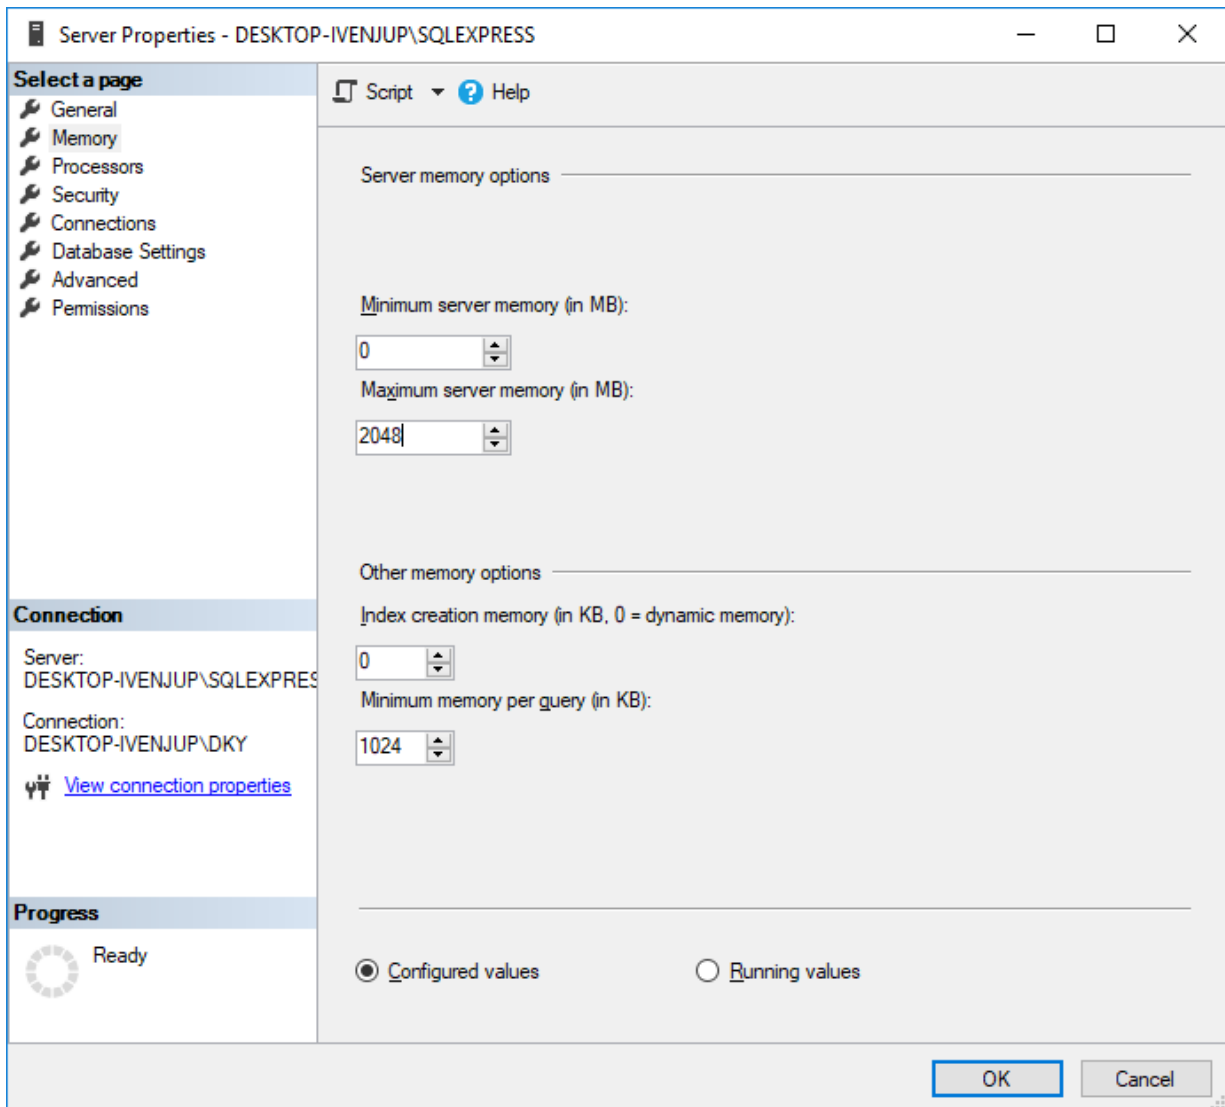 Server Properties - DESKTOP-IVENJUP\SQLEXPRESS
Select a page
General
Memory
Processors
Security
Connections
Database Settings
Advanced
Permissions
Connection
Server:
DESKTOP-IVENJUP\SQLEXPRES
Connection:
DESKTOP-IVENJUP\DKY
View connection properties
Progress
Ready
Script
Help
Server memory options
Minimum server memory (in MB):
0
Maximum server memory (in MB):
2048
Other memory options
Index creation memory (in KB, 0 = dynamic memory):
0
Minimum memory per query (in KB):
1024
Configured values
Running values
OK
Cancel